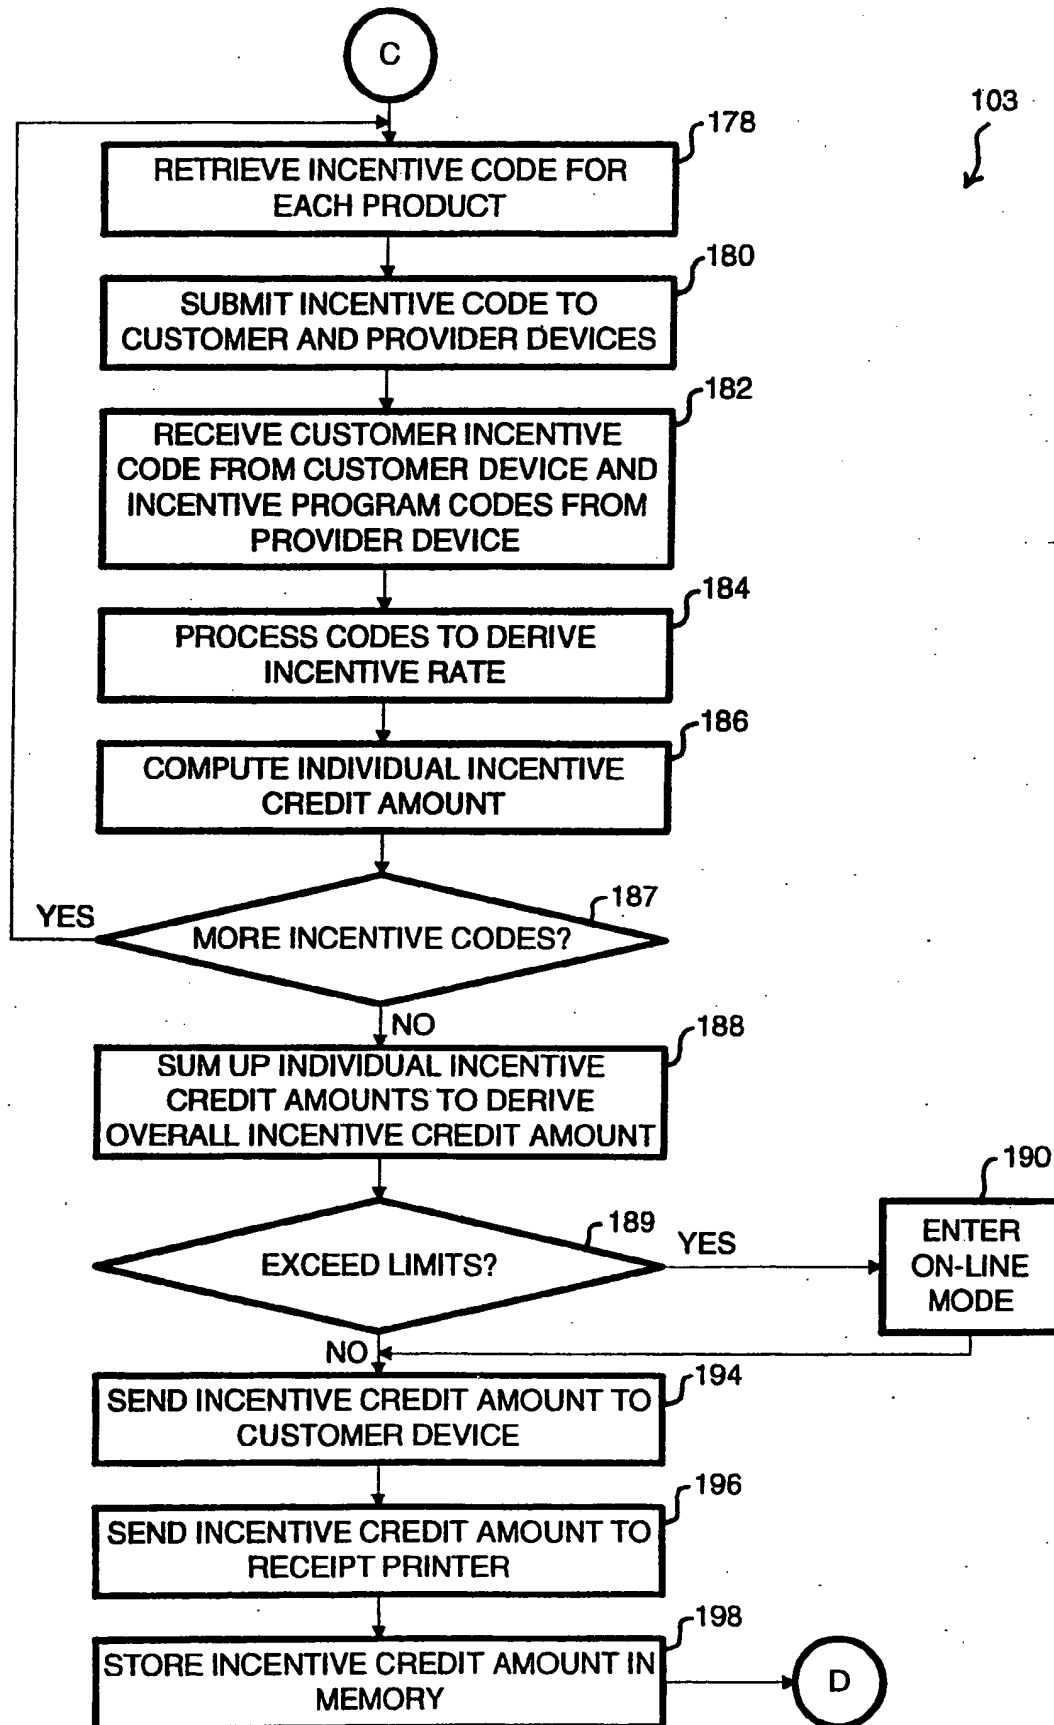 C
103
178
RETRIEVE INCENTIVE CODE FOR
EACH PRODUCT
180
SUBMIT INCENTIVE CODE TO
CUSTOMER AND PROVIDER DEVICES
182
RECEIVE CUSTOMER INCENTIVE
CODE FROM CUSTOMER DEVICE AND
INCENTIVE PROGRAM CODES FROM
PROVIDER DEVICE
184
PROCESS CODES TO DERIVE
INCENTIVE RATE
186
COMPUTE INDIVIDUAL INCENTIVE
CREDIT AMOUNT
187
YES
MORE INCENTIVE CODES?
NO
188
SUM UP INDIVIDUAL INCENTIVE
CREDIT AMOUNTS TO DERIVE
OVERALL INCENTIVE CREDIT AMOUNT
189
EXCEED LIMITS?
YES
190
ENTER
ON-LINE
MODE
NO
194
SEND INCENTIVE CREDIT AMOUNT TO
CUSTOMER DEVICE
196
SEND INCENTIVE CREDIT AMOUNT TO
RECEIPT PRINTER
198
STORE INCENTIVE CREDIT AMOUNT IN
MEMORY
D